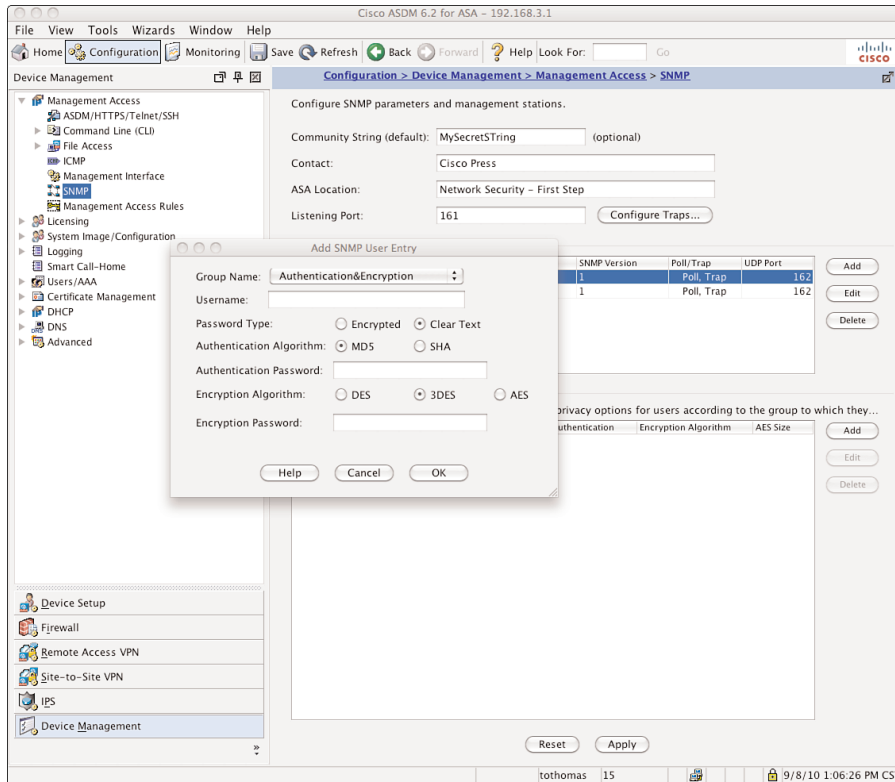 Cisco ASDM 6.2 for ASA - 192.168.3.1
File View Tools Wizards Window Help
Home Configuration Monitoring Save Refresh Back Forward Help Look For: Go
CISCO
Device Management
Configuration > Device Management > Management Access > SNMP
Management Access
ASDM/HTTPS/Telnet/SSH
Command Line (CLI)
File Access
ICMP
Management Interface
SNMP
Management Access Rules
Licensing
System Image/Configuration
Logging
Smart Call-Home
Users/AAA
Certificate Management
DHCP
DNS
Advanced
Device Setup
Firewall
Remote Access VPN
Site-to-Site VPN
IPS
Device Management
Configure SNMP parameters and management stations.
Community String (default): MySecretSTring (optional)
Contact: Cisco Press
ASA Location: Network Security - First Step
Listening Port: 161 Configure Traps...
SNMP Version Poll/Trap UDP Port
1 Poll, Trap 162
1 Poll, Trap 162
Add
Edit
Delete
privacy options for users according to the group to which they...
uthentication Encryption Algorithm AES Size
Add
Edit
Delete
Add SNMP User Entry
Group Name: Authentication&Encryption
Username:
Password Type: Encrypted Clear Text
Authentication Algorithm: MD5 SHA
Authentication Password:
Encryption Algorithm: DES 3DES AES
Encryption Password:
Help Cancel OK
Reset Apply
tothomas 15 9/8/10 1:06:26 PM CS